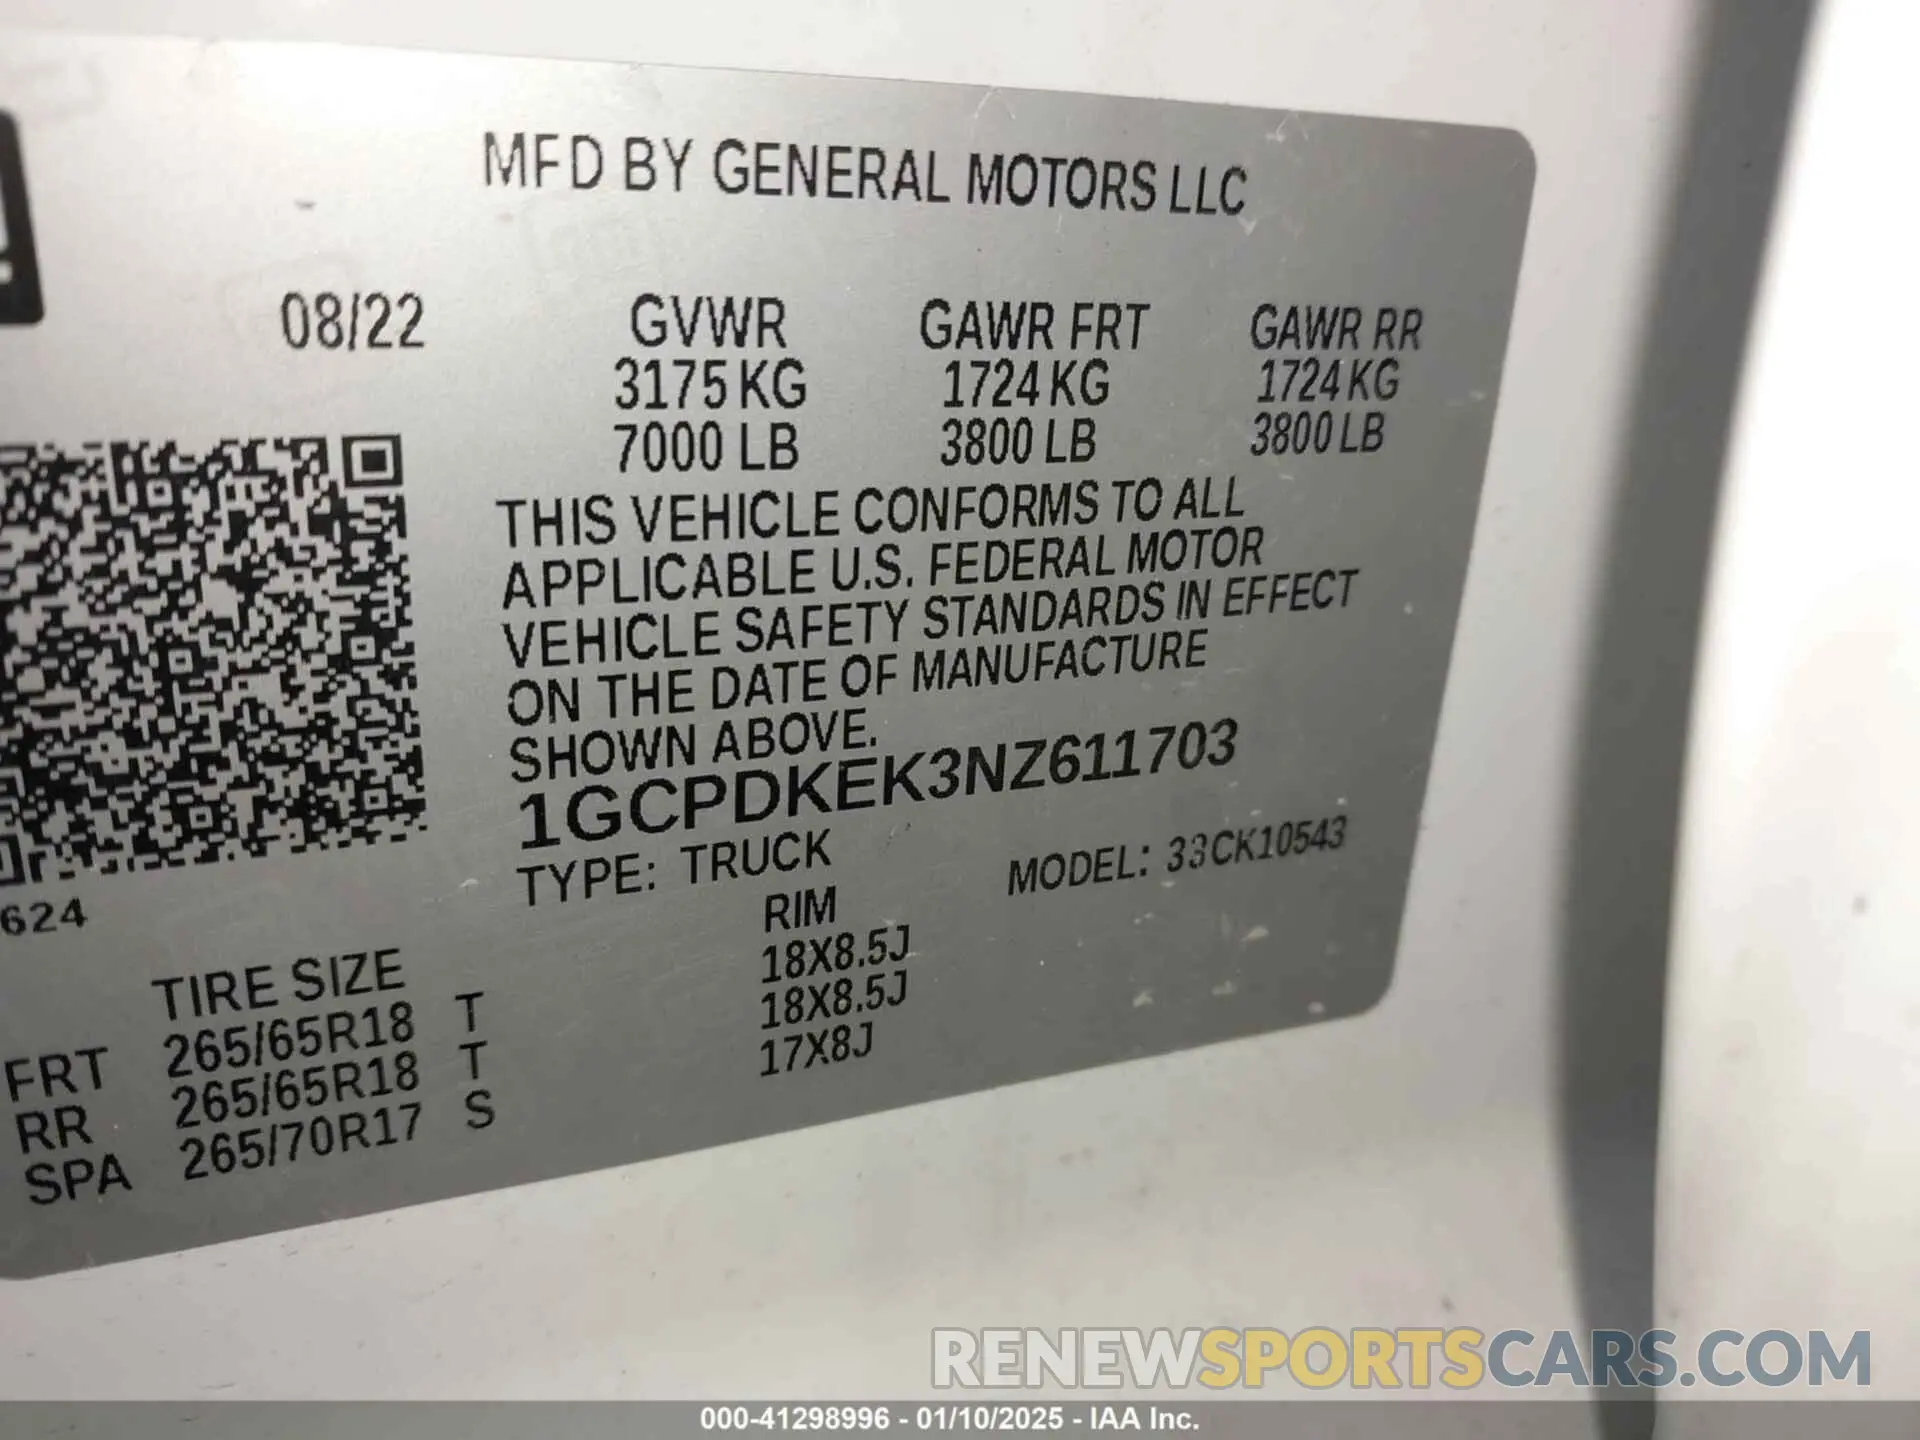 MFD BY GENERAL MOTORS LLC
08/22 GVWR GAWR FRT GAWR RR
3175 KG 1724 KG 1724 KG
7000 LB 3800 LB 3800 LB
THIS VEHICLE CONFORMS TO ALL
APPLICABLE U.S. FEDERAL MOTOR
VEHICLE SAFETY STANDARDS IN EFFECT
ON THE DATE OF MANUFACTURE
SHOWN ABOVE.
1GCPDKEK3NZ611703
TYPE: TRUCK MODEL: 33CK10543
624
TIRE SIZE RIM
FRT 265/65R18 T 18X8.5J
RR 265/65R18 T 18X8.5J
SPA 265/70R17 S 17X8J
RENEWSPORTSCARS.COM
000-41298996 - 01/10/2025 - IAA Inc.